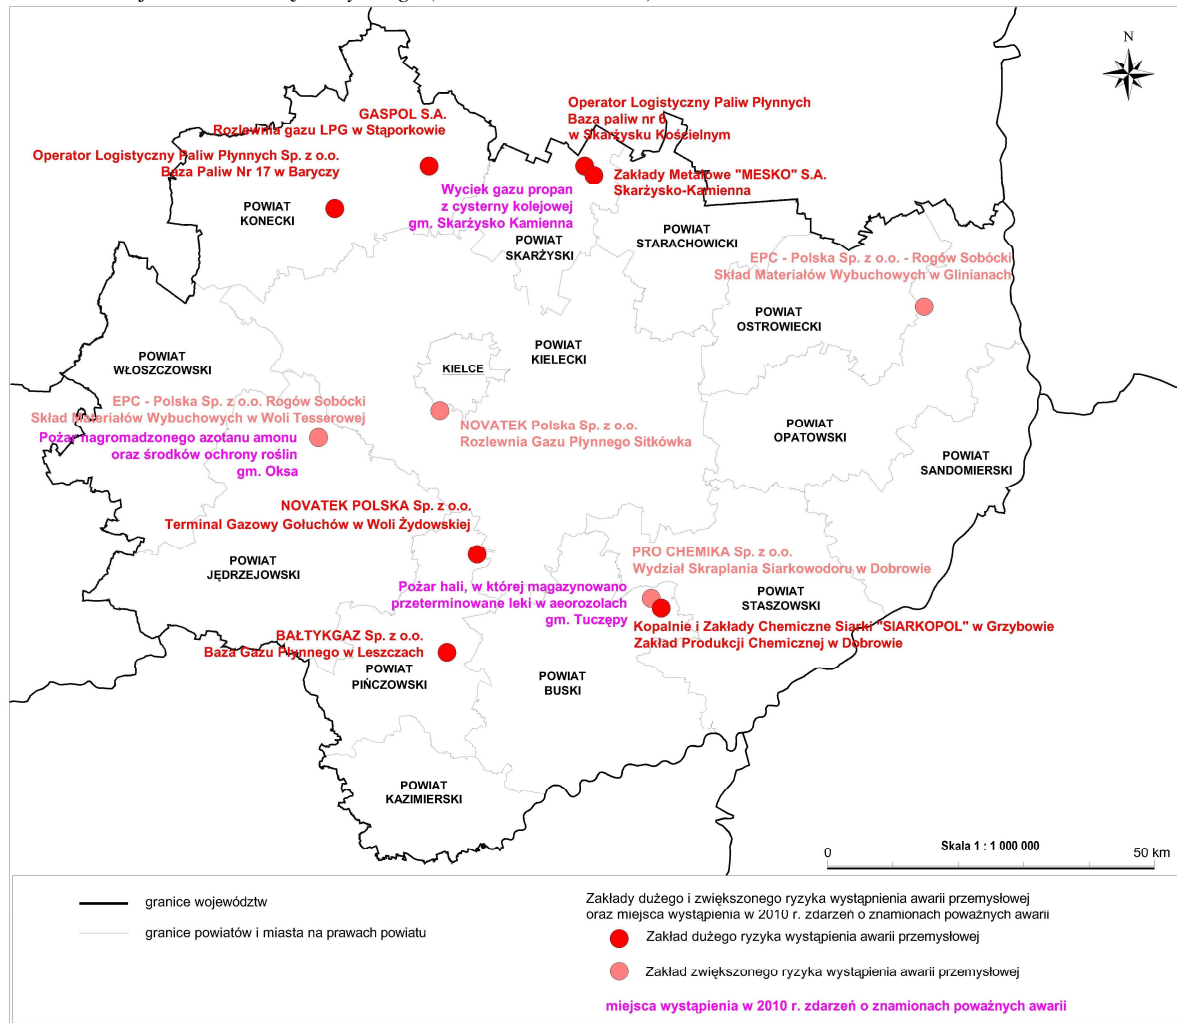 N
GASPOL S.A.
Rozlewnia gazu LPG w Stąporkowie
Operator Logistyczny Paliw Płynnych
Baza paliw nr 6
w Skarżysku Kościelnym
Operator Logistyczny Paliw Płynnych Sp. z o.o.
Baza Paliw Nr 17 w Baryczy
Zakłady Metalowe "MESKO" S.A.
Skarżysko-Kamienna
Wyciek gazu propan
z cysterny kolejowej
gm. Skarżysko Kamienna
POWIAT
KONECKI
POWIAT
SKARŻYSKI
POWIAT
STARACHOWICKI
EPC - Polska Sp. z o.o. - Rogów Sobócki
Skład Materiałów Wybuchowych w Glinianach
POWIAT
OSTROWIECKI
POWIAT
WŁOSZCZOWSKI
POWIAT
KIELECKI
KIELCE
EPC - Polska Sp. z o.o. Rogów Sobócki
Skład Materiałów Wybuchowych w Woli Tesserowej
Pożar nagromadzonego azotanu amonu
oraz środków ochrony roślin
gm. Oksa
NOVATEK Polska Sp. z o.o.
Rozlewnia Gazu Płynnego Sitkówka
POWIAT
OPATOWSKI
POWIAT
SANDOMIERSKI
NOVATEK POLSKA Sp. z o.o.
Terminal Gazowy Gołuchów w Woli Żydowskiej
POWIAT
JĘDRZEJOWSKI
PRO CHEMIKA Sp. z o.o.
Wydział Skraplania Siarkowodoru w Dobrowie
Pożar hali, w której magazynowano
przeterminowane leki w aeorozolach
gm. Tuczępy
POWIAT
STASZOWSKI
Kopalnie i Zakłady Chemiczne Siarki "SIARKOPOL" w Grzybowie
Zakład Produkcji Chemicznej w Dobrowie
BAŁTYKGAZ Sp. z o.o.
Baza Gazu Płynnego w Leszczach
POWIAT
PIŃCZOWSKI
POWIAT
BUSKI
POWIAT
KAZIMIERSKI
Skala 1 : 1 000 000
0 50 km
granice województw
granice powiatów i miasta na prawach powiatu
Zakłady dużego i zwiększonego ryzyka wystąpnienia awarii przemysłowej
oraz miejsca wystąpienia w 2010 r. zdarzeń o znamionach poważnych awarii
Zakład dużego ryzyka wystąpienia awarii przemysłowej
Zakład zwiększonego ryzyka wystąpienia awarii przemysłowej
miejsca wystąpienia w 2010 r. zdarzeń o znamionach poważnych awarii